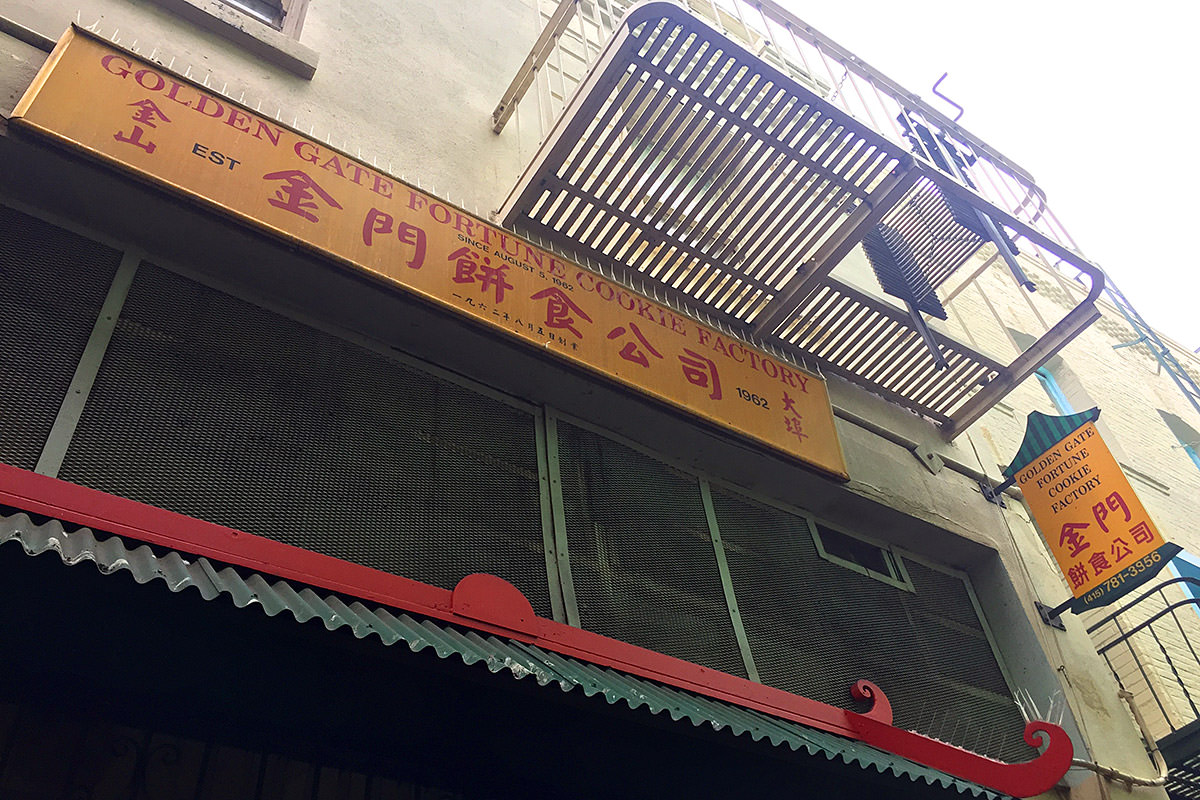 GOLDEN GATE FORTUNE COOKIE FACTORY
金山
EST
SINCE AUGUST 5, 1962
金門餅食公司
一九六二年八月五日創業
1962
大埠
GOLDEN GATE
FORTUNE
COOKIE
FACTORY
金門
餅食公司
(415) 781-3956